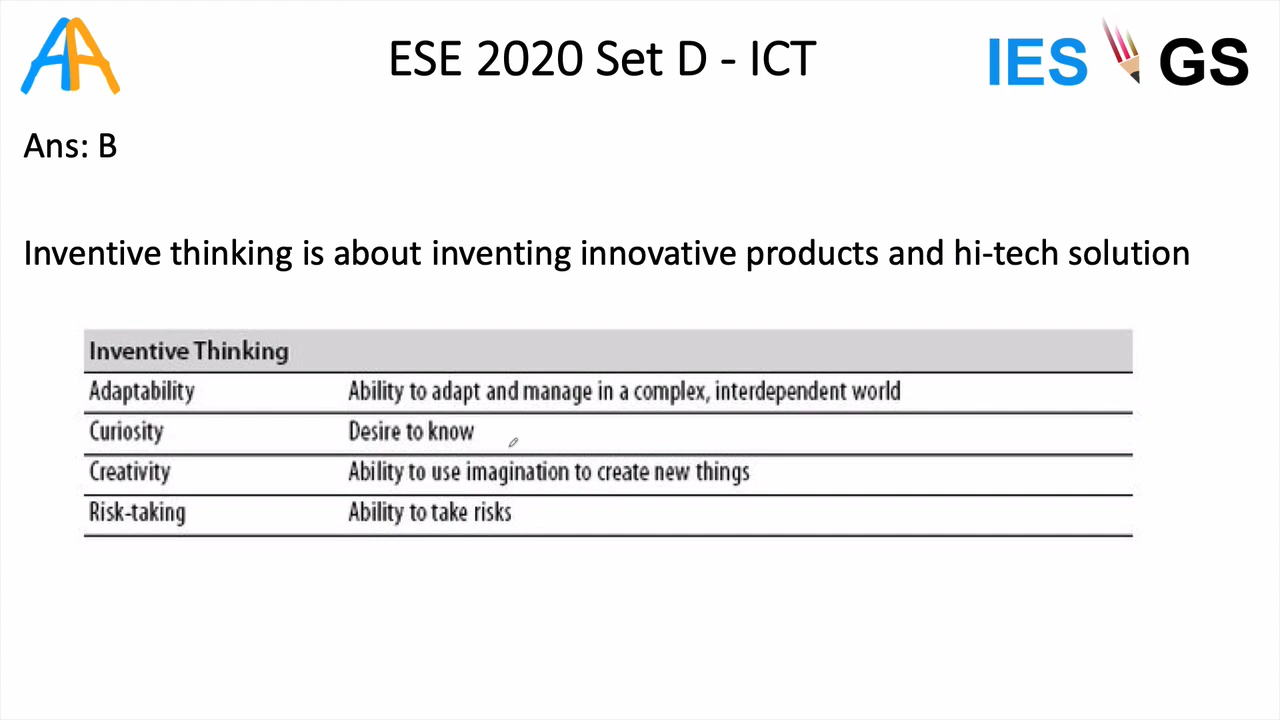 ESE 2020 Set D - ICT
IES GS
Ans: B
Inventive thinking is about inventing innovative products and hi-tech solution
Inventive Thinking
Adaptability Ability to adapt and manage in a complex, interdependent world
Curiosity Desire to know
Creativity Ability to use imagination to create new things
Risk-taking Ability to take risks